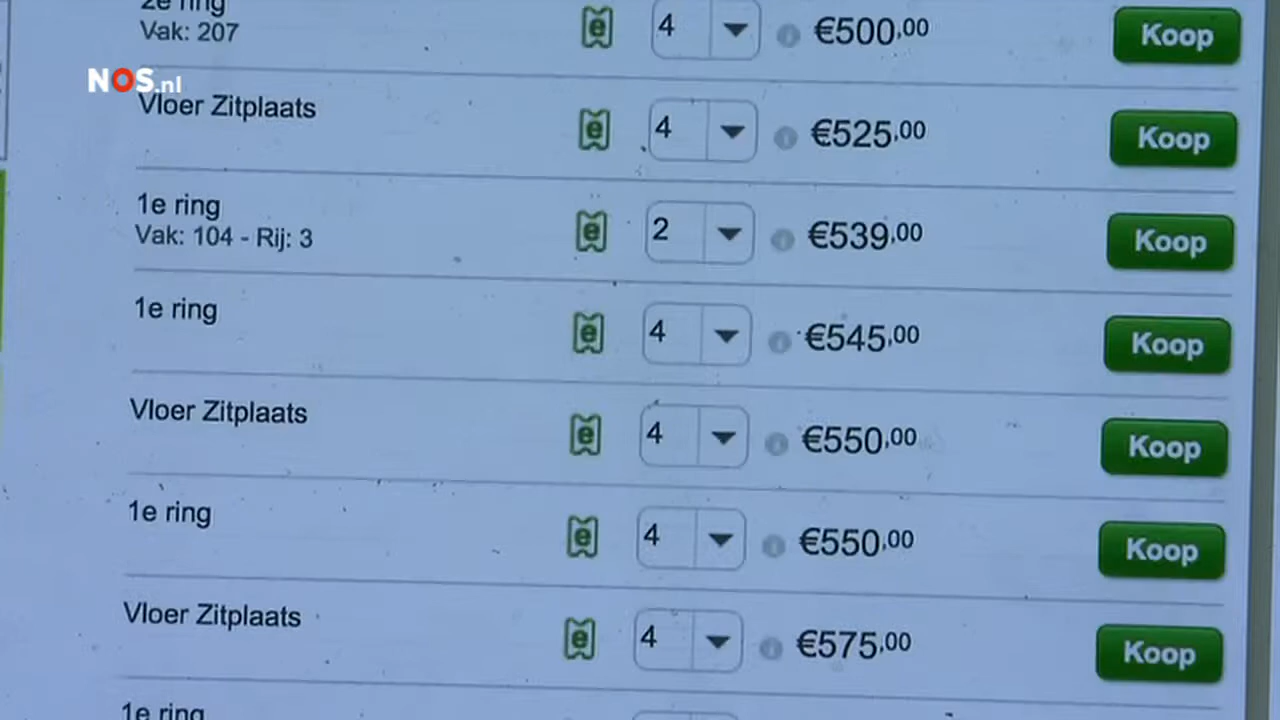 2e ring
Vak: 207
4
€500,00
Koop
NOS.nl
Vloer Zitplaats
e
4
€525,00
Koop
1e ring
Vak: 104 - Rij: 3
e
2
€539,00
Koop
1e ring
e
4
€545,00
Koop
Vloer Zitplaats
e
4
€550,00
Koop
1e ring
e
4
€550,00
Koop
Vloer Zitplaats
e
4
€575,00
Koop
1e ring